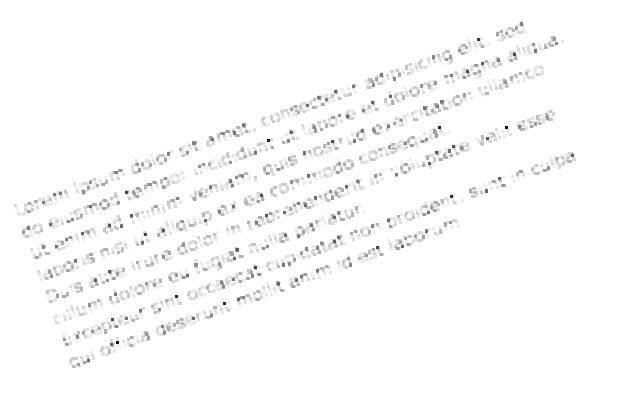 Lorem ipsum dolor sit amet, consectetur adipisicing elit, sed
do eiusmod tempor incididunt ut labore et dolore magna aliqua.
Ut enim ad minim veniam, quis nostrud exercitation ullamco
laboris nisi ut aliquip ex ea commodo consequat.
Duis aute irure dolor in reprehenderit in voluptate velit esse
cillum dolore eu fugiat nulla pariatur.
Excepteur sint occaecat cupidatat non proident, sunt in culpa
qui officia deserunt mollit anim id est laborum